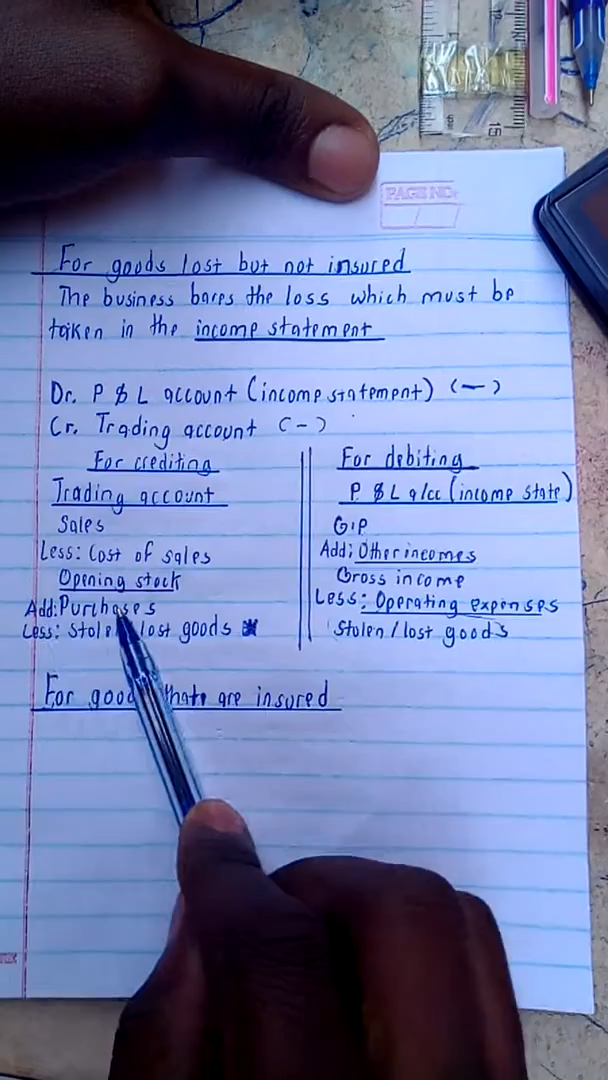 PAGE NO:
For goods lost but not insured
The business bares the loss which must be
taken in the income statement
Dr. P & L account (income statement) (-)
Cr. Trading account (-)
For crediting
Trading account
Sales
Less: Cost of sales
Opening stock
Add: Purchases
Less: lost goods
For debiting
P & L a/cc (income state)
G.P
Add: Other incomes
Gross income
Less: Operating expenses
Stolen / lost goods
For are insured
15